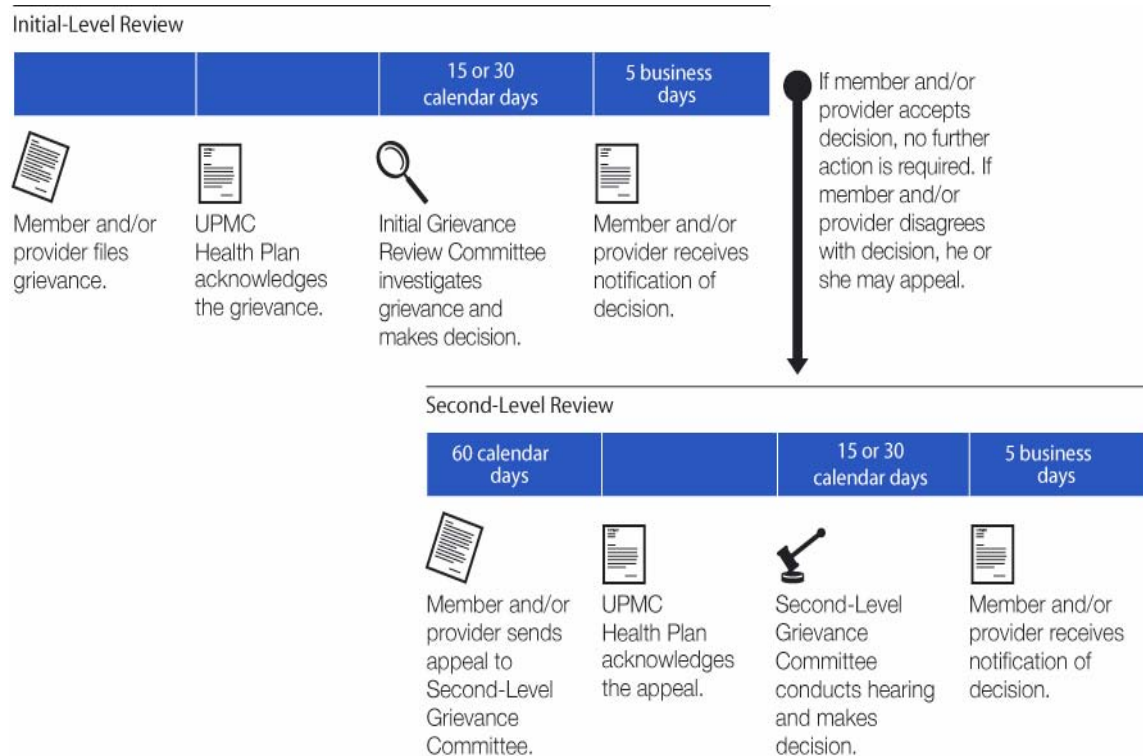 Initial-Level Review
15 or 30
calendar days
5 business
days
Member and/or
provider files
grievance.
UPMC
Health Plan
acknowledges
the grievance.
Initial Grievance
Review Committee
investigates
grievance and
makes decision.
Member and/or
provider receives
notification of
decision.
If member and/or
provider accepts
decision, no further
action is required. If
member and/or
provider disagrees
with decision, he or
she may appeal.
Second-Level Review
60 calendar
days
15 or 30
calendar days
5 business
days
Member and/or
provider sends
appeal to
Second-Level
Grievance
Committee.
UPMC
Health Plan
acknowledges
the appeal.
Second-Level
Grievance
Committee
conducts hearing
and makes
decision.
Member and/or
provider receives
notification of
decision.